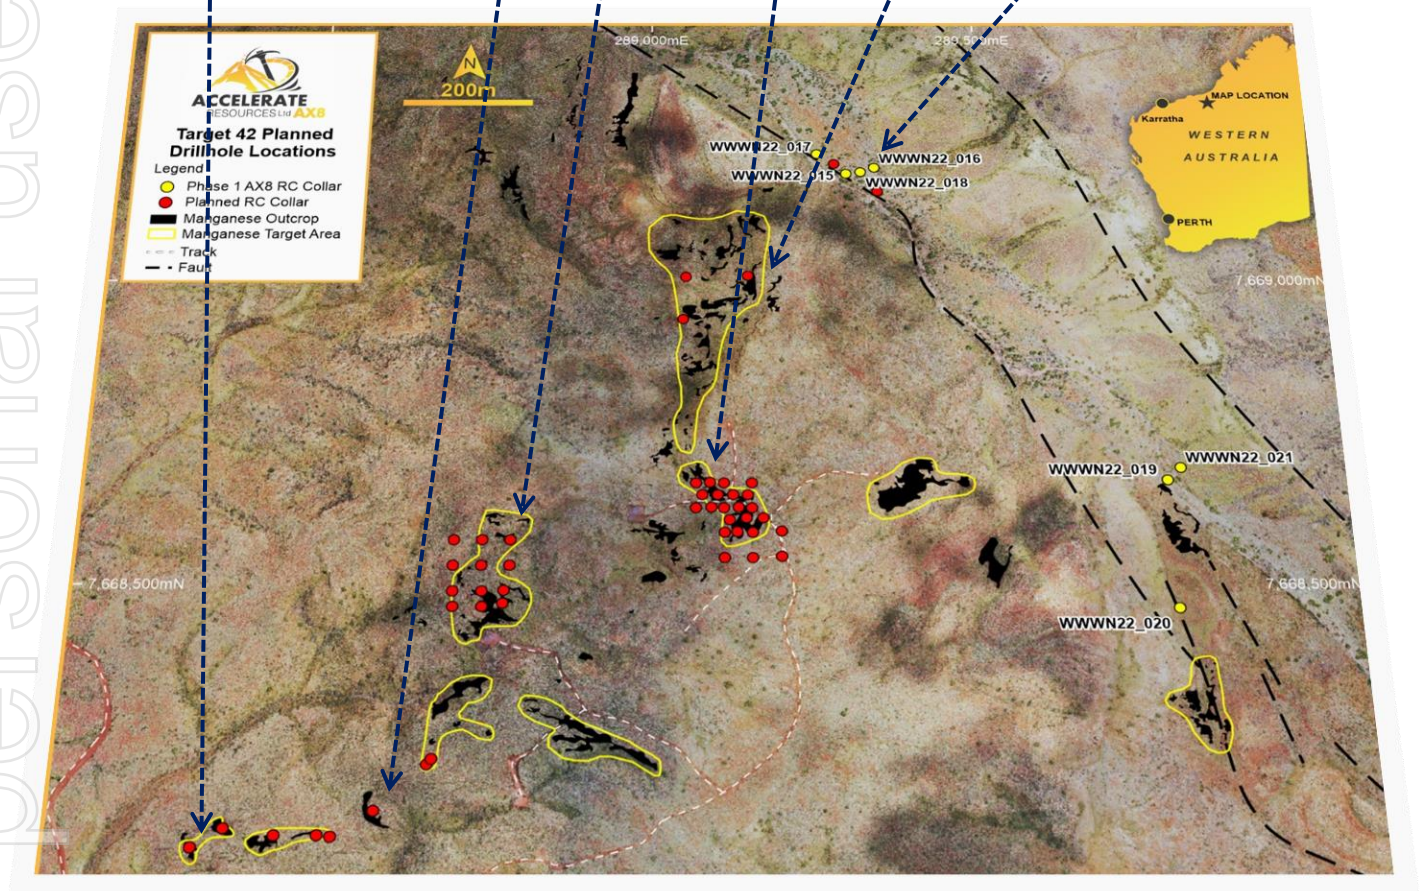 personal use
289,000mE
289,500mE
N
200m
ACCELERATE
RESOURCES Ltd AX8
Target 42 Planned
Drillhole Locations
Legend
Phase 1 AX8 RC Collar
Planned RC Collar
Manganese Outcrop
Manganese Target Area
Track
Fault
MAP LOCATION
Karratha
WESTERN
AUSTRALIA
PERTH
WWWN22_017
WWWN22_016
WWWN22_015
WWWN22_018
7,669,000mN
WWWN22_021
WWWN22_019
7,668,500mN
7,668,500mN
WWWN22_020